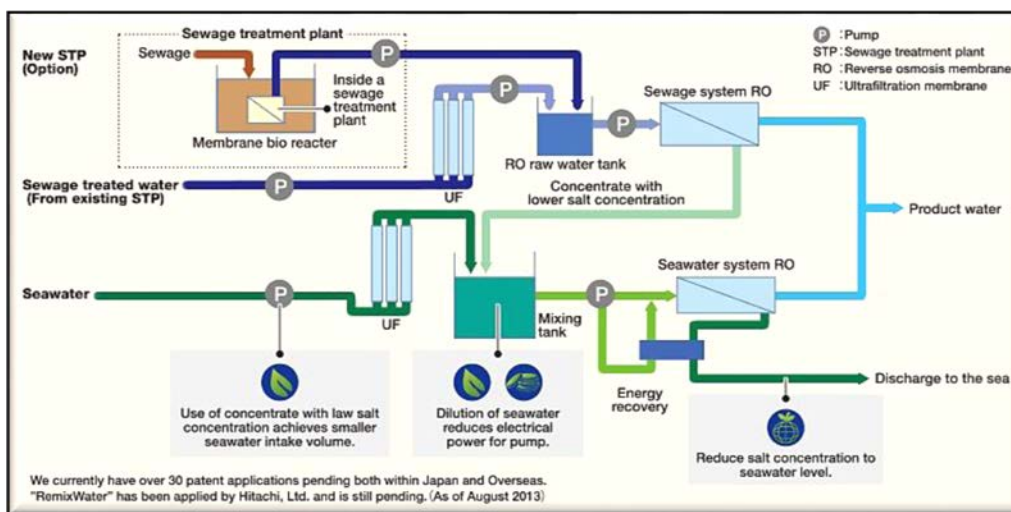 Sewage treatment plant
New STP
(Option)
Sewage
P
Inside a
sewage
treatment
plant
Membrane bio reacter
P :Pump
STP : Sewage treatment plant
RO : Reverse osmosis membrane
UF : Ultrafiltration membrane
P
P
Sewage system RO
RO raw water tank
Sewage treated water
(From existing STP)
P
UF
Concentrate with
lower salt concentration
Product water
Seawater system RO
Seawater
P
UF
Mixing
tank
P
Energy
recovery
Discharge to the sea
Use of concentrate with law salt
concentration achieves smaller
seawater intake volume.
Dilution of seawater
reduces electrical
power for pump.
Reduce salt concentration to
seawater level.
We currently have over 30 patent applications pending both within Japan and Overseas.
"RemixWater" has been applied by Hitachi, Ltd. and is still pending. (As of August 2013)